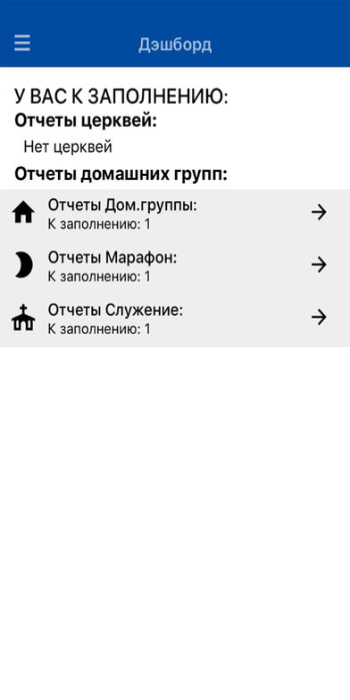 Дэшборд
У ВАС К ЗАПОЛНЕНИЮ:
Отчеты церквей:
Нет церквей
Отчеты домашних групп:
Отчеты Дом.группы:
К заполнению: 1
Отчеты Марафон:
К заполнению: 1
Отчеты Служение:
К заполнению: 1